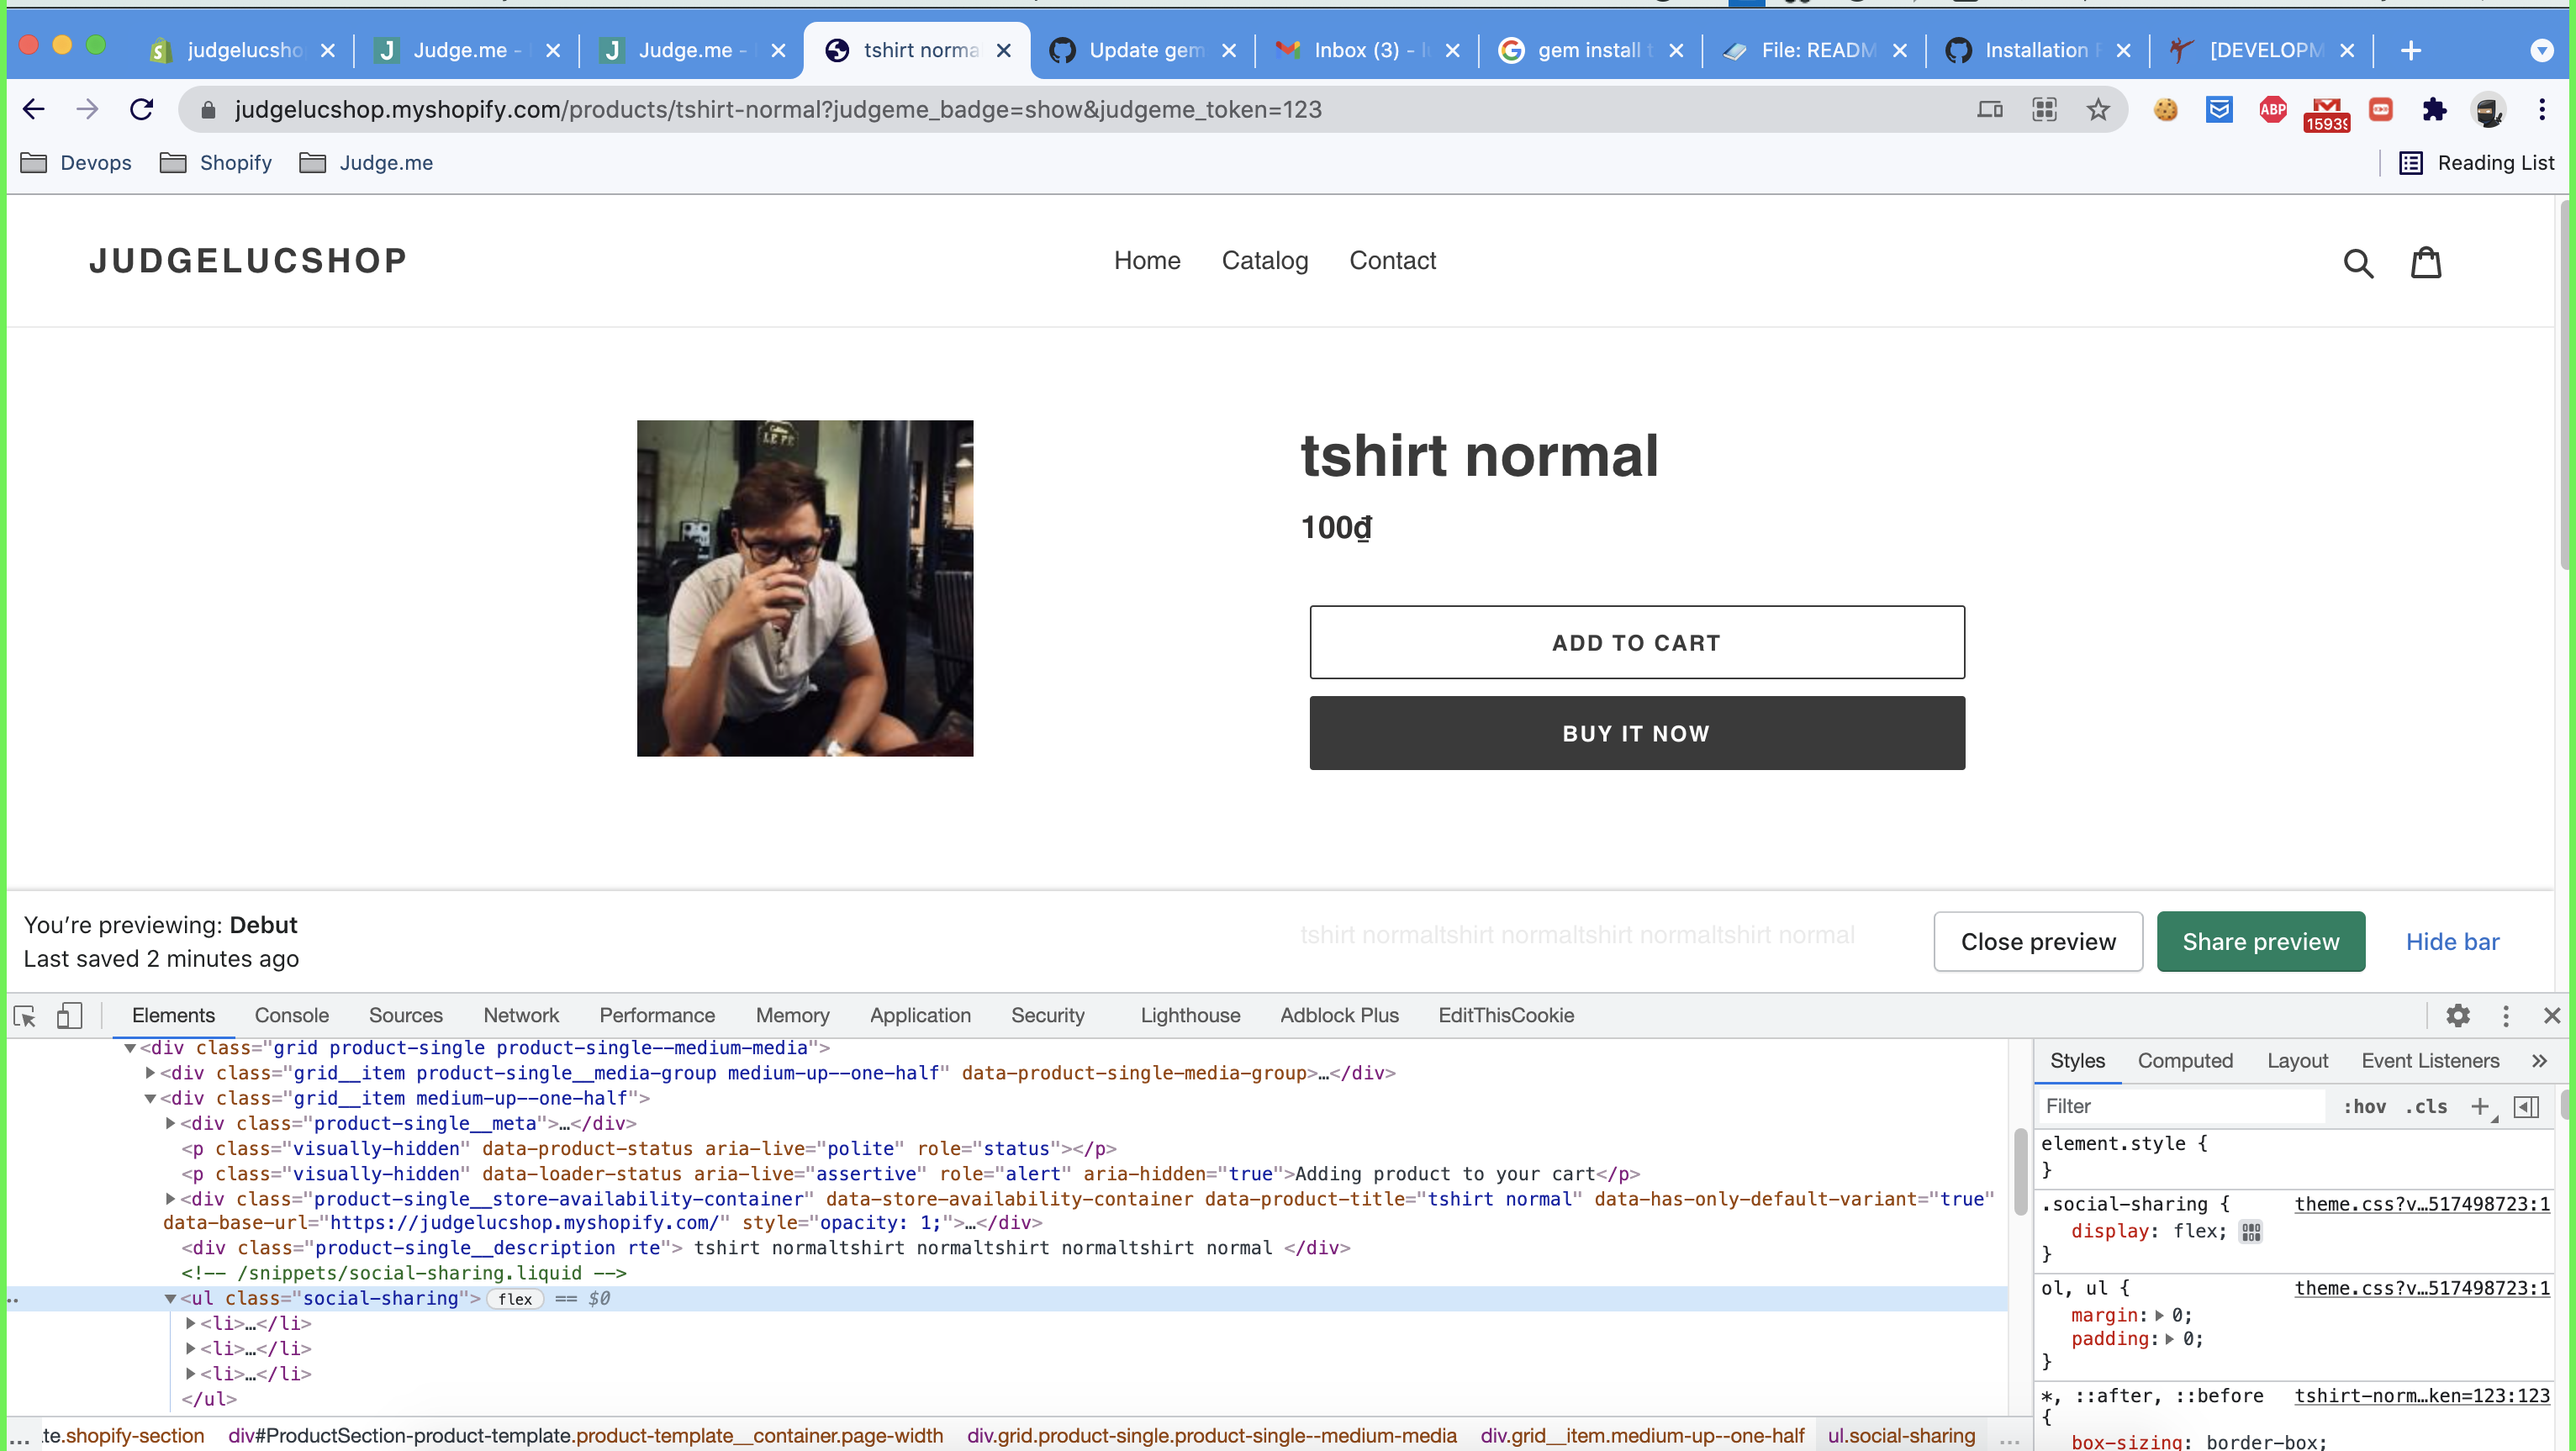 judgelucsho
Judge.me -
Judge.me -
tshirt norma
Update gem
Inbox (3) -
gem install
File: READM
Installation
[DEVELOPM
judgelucshop.myshopify.com/products/tshirt-normal?judgeme_badge=show&judgeme_token=123
ABP
15939
Devops
Shopify
Judge.me
Reading List
JUDGELUCSHOP
Home
Catalog
Contact
tshirt normal
100₫
ADD TO CART
BUY IT NOW
You're previewing: Debut
Last saved 2 minutes ago
tshirt normaltshirt normaltshirt normaltshirt normal
Close preview
Share preview
Hide bar
Elements Console Sources Network Performance Memory Application Security Lighthouse Adblock Plus EditThisCookie
<div class="grid product-single product-single--medium-media">
<div class="grid__item product-single__media-group medium-up--one-half" data-product-single-media-group>…</div>
<div class="grid__item medium-up--one-half">
<div class="product-single__meta">…</div>
<p class="visually-hidden" data-product-status aria-live="polite" role="status"></p>
<p class="visually-hidden" data-loader-status aria-live="assertive" role="alert" aria-hidden="true">Adding product to your cart</p>
<div class="product-single__store-availability-container" data-store-availability-container data-product-title="tshirt normal" data-has-only-default-variant="true"
data-base-url="https://judgelucshop.myshopify.com/" style="opacity: 1;">…</div>
<div class="product-single__description rte"> tshirt normaltshirt normaltshirt normaltshirt normal </div>
<!-- /snippets/social-sharing.liquid -->
<ul class="social-sharing"> flex == $0
<li>…</li>
<li>…</li>
<li>…</li>
</ul>
… te.shopify-section div#ProductSection-product-template.product-template__container.page-width div.grid.product-single.product-single--medium-media div.grid__item.medium-up--one-half ul.social-sharing …
Styles Computed Layout Event Listeners »
Filter :hov .cls +
element.style {
}
.social-sharing { theme.css?v…517498723:1
display: flex;
}
ol, ul { theme.css?v…517498723:1
margin: 0;
padding: 0;
}
*, ::after, ::before tshirt-norm…ken=123:123
{
box-sizing: border-box;